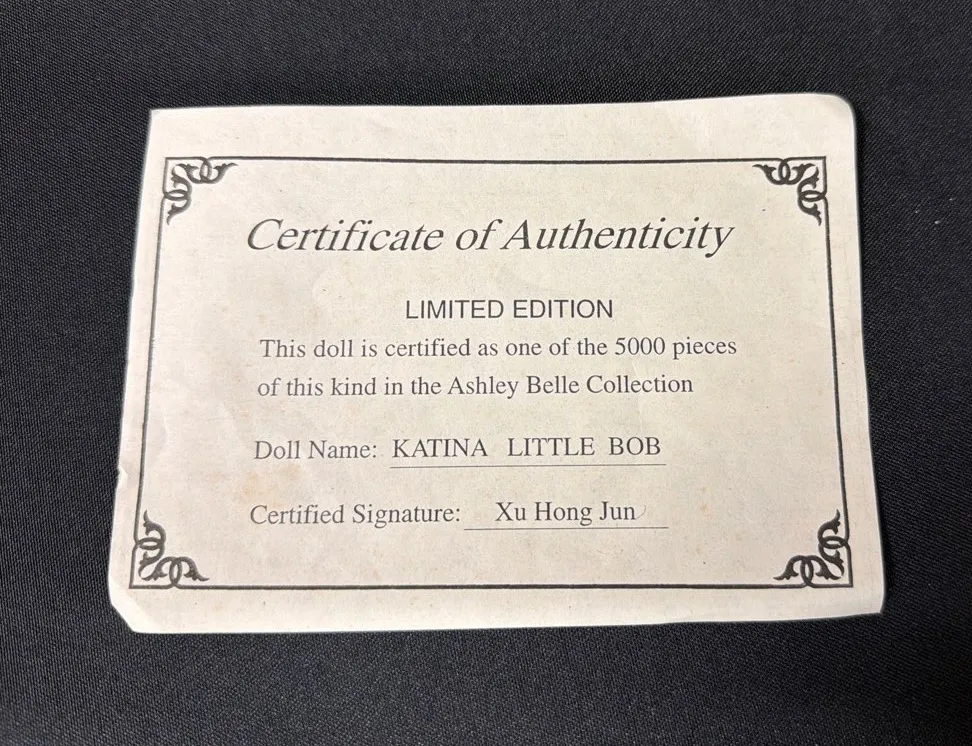 Certificate of Authenticity
LIMITED EDITION
This doll is certified as one of the 5000 pieces
of this kind in the Ashley Belle Collection
Doll Name: KATINA LITTLE BOB
Certified Signature: Xu Hong Jun